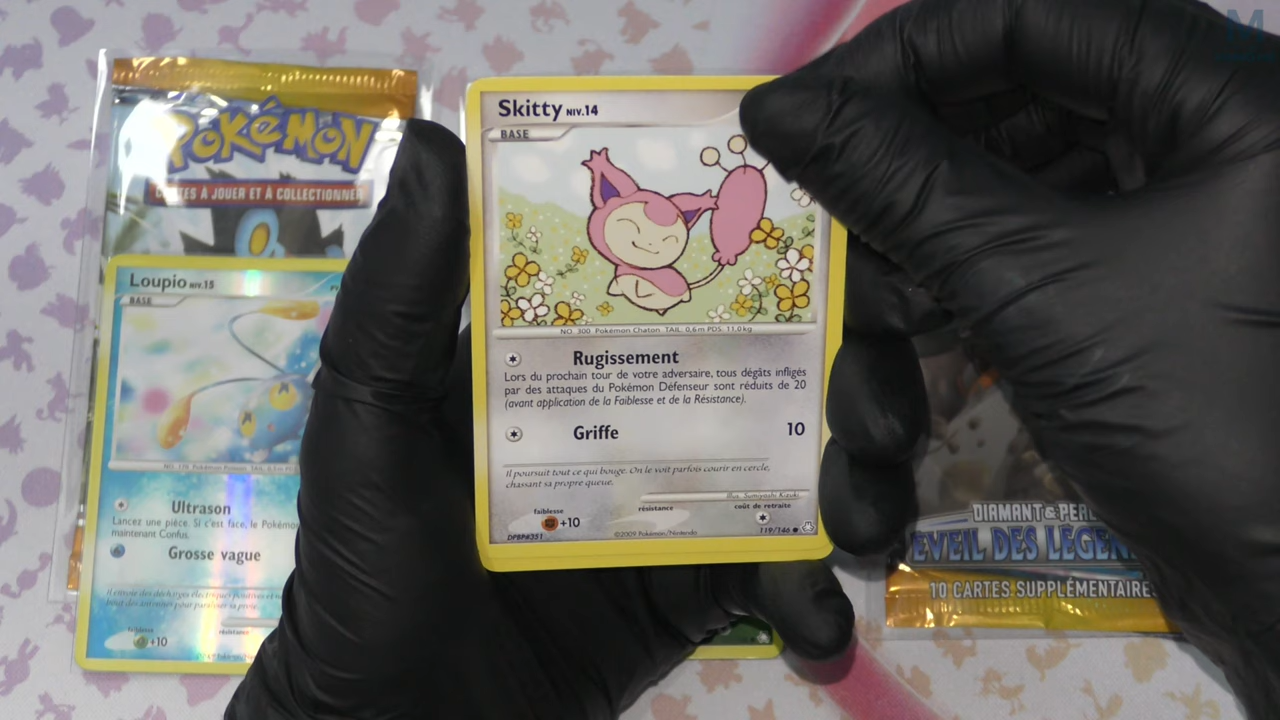 POKéMON
CARTES À JOUER ET À COLLECTIONNER
Loupio NIV.15
BASE
Ultrason
Lancez une pièce. Si c'est face, le Pokémon
maintenant Confus.
Grosse vague
faiblesse
+10
résistance
Skitty NIV.14
BASE
NO. 300 Pokémon Chaton TAIL: 0,6m PDS: 11,0kg
Rugissement
Lors du prochain tour de votre adversaire, tous dégâts infligés
par des attaques du Pokémon Défenseur sont réduits de 20
(avant application de la Faiblesse et de la Résistance).
Griffe 10
Il poursuit tout ce qui bouge. On le voit parfois courir en cercle,
chassant sa propre queue.
Illus. Sumiyoshi Kizuki
faiblesse résistance coût de retraite
+10
DPBP#351 ©2009 Pokémon/Nintendo 119/146
DIAMANT & PERLE
EVEIL DES LÉGEN
10 CARTES SUPPLÉMENTAIRES
M